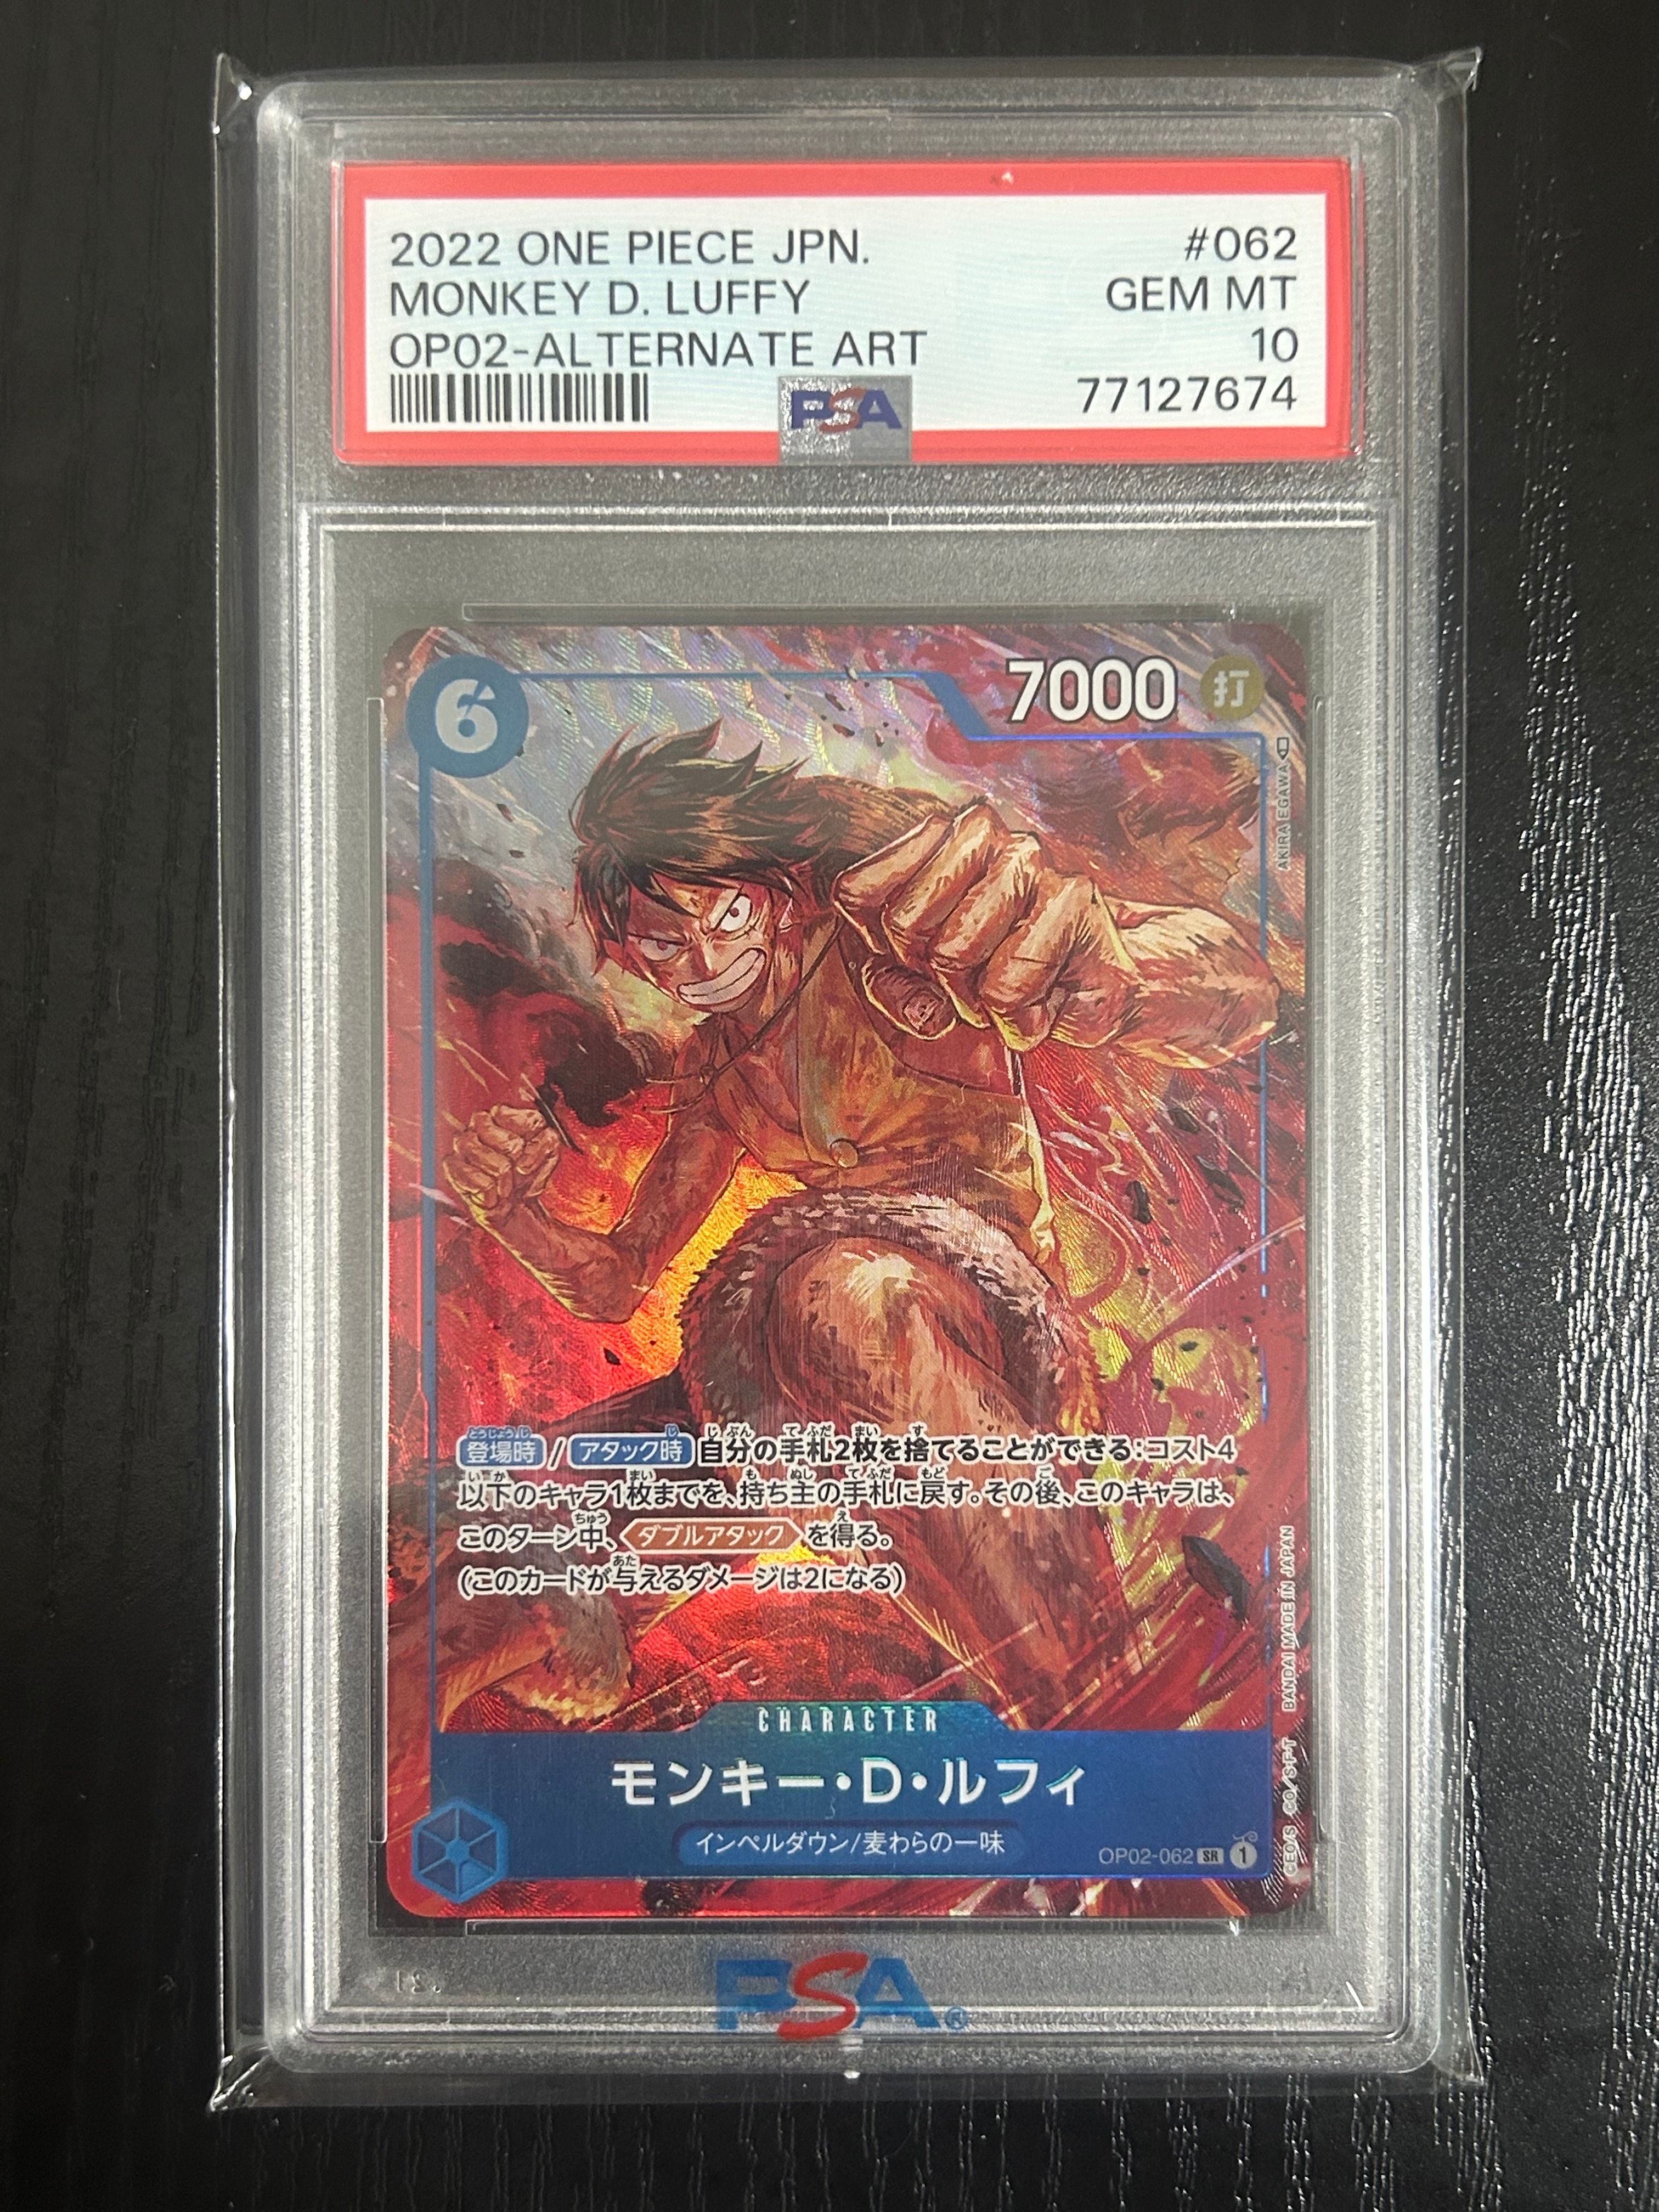 2022 ONE PIECE JPN. #062
MONKEY D. LUFFY GEM MT
OP02-ALTERNATE ART 10
77127674
PSA
6
7000 打
AKIRA EGAWA
登場時 / アタック時 自分の手札2枚を捨てることができる:コスト4
以下のキャラ1枚までを、持ち主の手札に戻す。その後、このキャラは、
このターン中、ダブルアタックを得る。
(このカードが与えるダメージは2になる)
CHARACTER
モンキー・D・ルフィ
インペルダウン/麦わらの一味
OP02-062 SR 1
BANDAI MADE IN JAPAN
PSA®